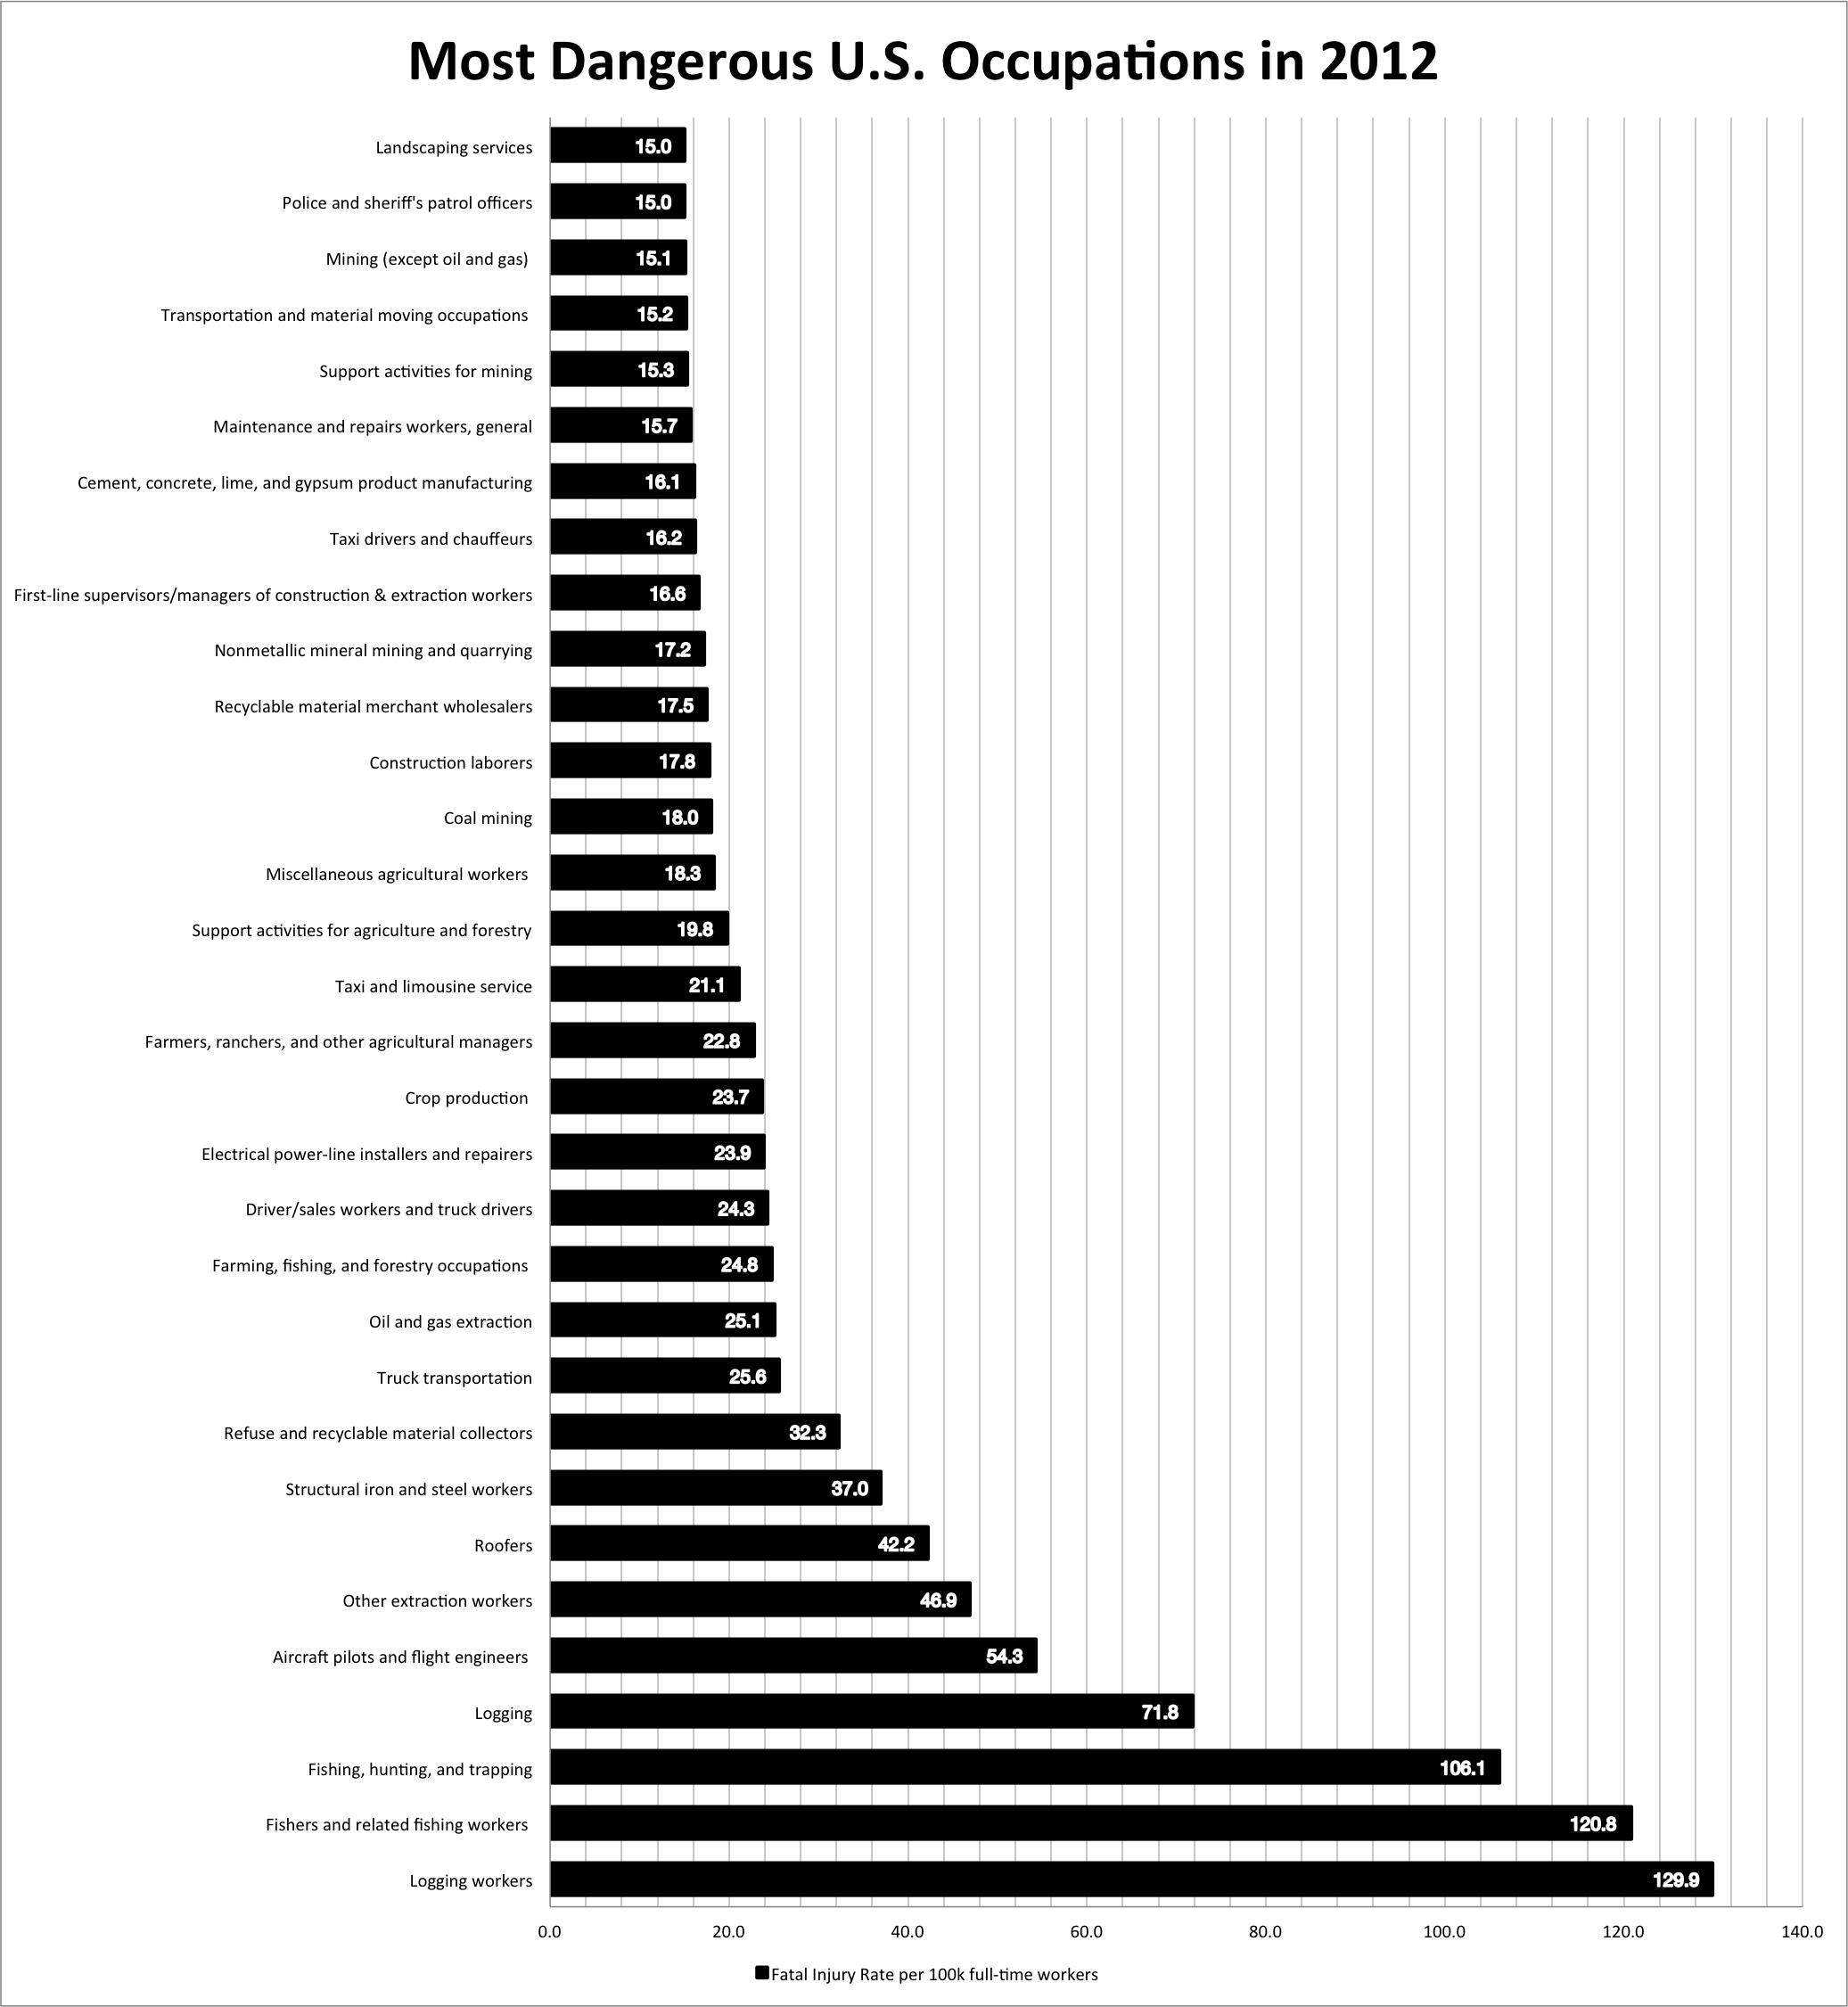 Most Dangerous U.S. Occupations in 2012
Landscaping services 15.0
Police and sheriff's patrol officers 15.0
Mining (except oil and gas) 15.1
Transportation and material moving occupations 15.2
Support activities for mining 15.3
Maintenance and repairs workers, general 15.7
Cement, concrete, lime, and gypsum product manufacturing 16.1
Taxi drivers and chauffeurs 16.2
First-line supervisors/managers of construction & extraction workers 16.6
Nonmetallic mineral mining and quarrying 17.2
Recyclable material merchant wholesalers 17.5
Construction laborers 17.8
Coal mining 18.0
Miscellaneous agricultural workers 18.3
Support activities for agriculture and forestry 19.8
Taxi and limousine service 21.1
Farmers, ranchers, and other agricultural managers 22.8
Crop production 23.7
Electrical power-line installers and repairers 23.9
Driver/sales workers and truck drivers 24.3
Farming, fishing, and forestry occupations 24.8
Oil and gas extraction 25.1
Truck transportation 25.6
Refuse and recyclable material collectors 32.3
Structural iron and steel workers 37.0
Roofers 42.2
Other extraction workers 46.9
Aircraft pilots and flight engineers 54.3
Logging 71.8
Fishing, hunting, and trapping 106.1
Fishers and related fishing workers 120.8
Logging workers 129.9
0.0 20.0 40.0 60.0 80.0 100.0 120.0 140.0
Fatal Injury Rate per 100k full-time workers